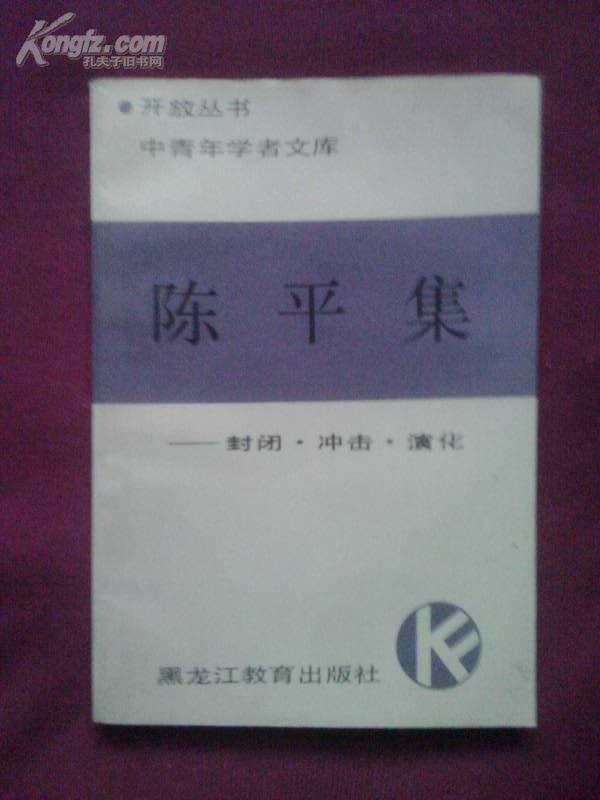 Kongfz.com
孔夫子旧书网
●开放丛书
中青年学者文库
陈平集
——封闭·冲击·演化
KF
黑龙江教育出版社